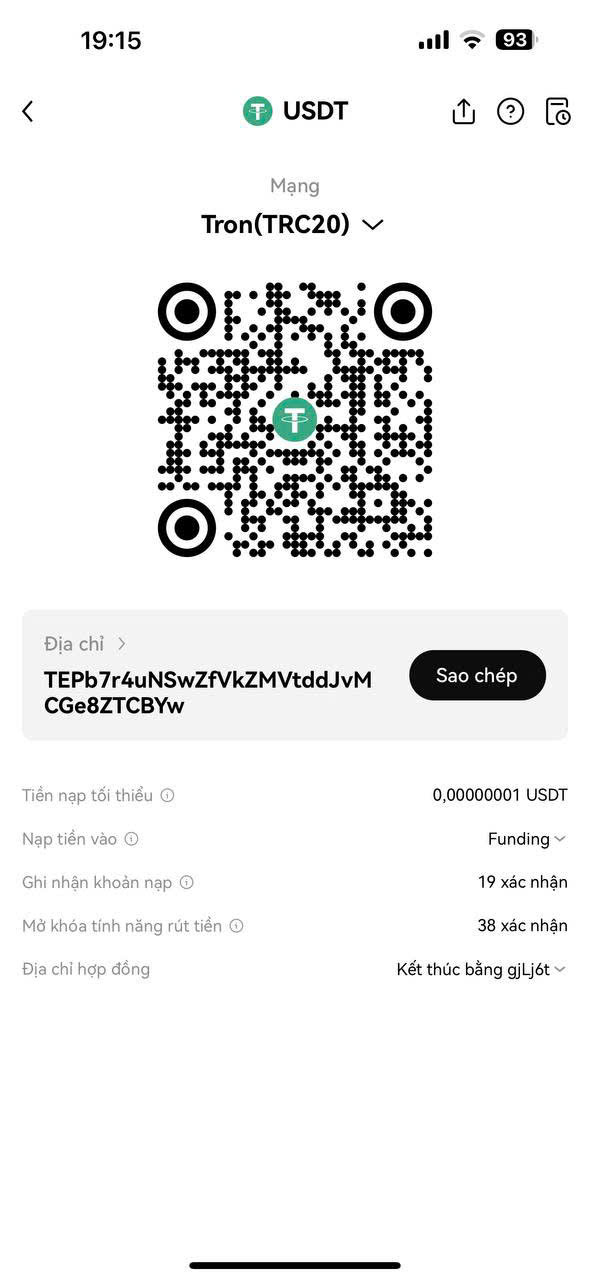 19:15
93
USDT
Mạng
Tron(TRC20)
Địa chỉ
TEPb7r4uNSwZfVkZMVtddJvM
CGe8ZTCBYw
Sao chép
Tiền nạp tối thiểu
0,00000001 USDT
Nạp tiền vào
Funding
Ghi nhận khoản nạp
19 xác nhận
Mở khóa tính năng rút tiền
38 xác nhận
Địa chỉ hợp đồng
Kết thúc bằng gjLj6t